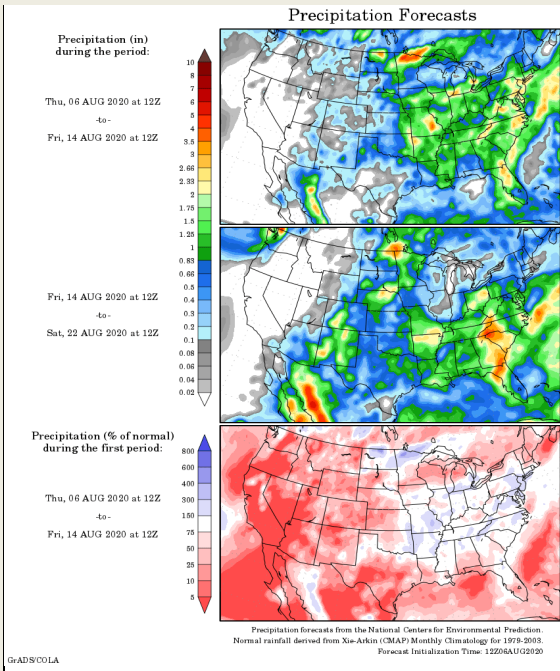 Precipitation Forecasts
Precipitation (in)
during the period:
Thu, 06 AUG 2020 at 12Z
-to-
Fri, 14 AUG 2020 at 12Z
10
8
7
6
5
4
3.5
3
2.66
2.33
2
1.75
1.5
1.25
1
0.83
0.66
0.5
0.4
0.3
0.2
0.1
0.08
0.06
0.04
0.02
Fri, 14 AUG 2020 at 12Z
-to-
Sat, 22 AUG 2020 at 12Z
Precipitation (% of normal)
during the first period:
Thu, 06 AUG 2020 at 12Z
-to-
Fri, 14 AUG 2020 at 12Z
800
600
400
300
150
75
50
25
10
5
Precipitation forecasts from the National Centers for Environmental Prediction.
Normal rainfall derived from Xie-Arkin (CMAP) Monthly Climatology for 1979-2003.
Forecast Initialization Time: 12Z06AUG2020
GrADS/COLA